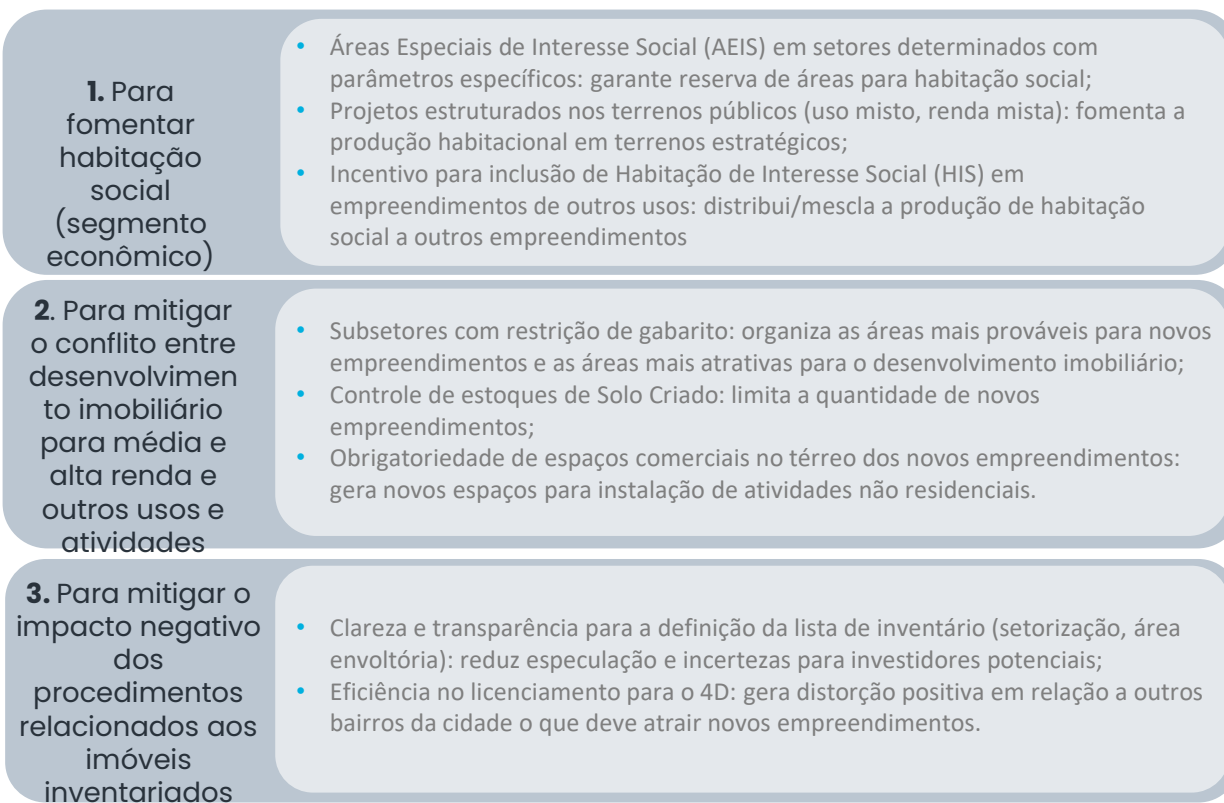 1. Para
fomentar
habitação
social
(segmento
econômico)
• Áreas Especiais de Interesse Social (AEIS) em setores determinados com
parâmetros específicos: garante reserva de áreas para habitação social;
• Projetos estruturados nos terrenos públicos (uso misto, renda mista): fomenta a
produção habitacional em terrenos estratégicos;
• Incentivo para inclusão de Habitação de Interesse Social (HIS) em
empreendimentos de outros usos: distribui/mescla a produção de habitação
social a outros empreendimentos
2. Para mitigar
o conflito entre
desenvolvimen
to imobiliário
para média e
alta renda e
outros usos e
atividades
• Subsetores com restrição de gabarito: organiza as áreas mais prováveis para novos
empreendimentos e as áreas mais atrativas para o desenvolvimento imobiliário;
• Controle de estoques de Solo Criado: limita a quantidade de novos
empreendimentos;
• Obrigatoriedade de espaços comerciais no térreo dos novos empreendimentos:
gera novos espaços para instalação de atividades não residenciais.
3. Para mitigar o
impacto negativo
dos
procedimentos
relacionados aos
imóveis
inventariados
• Clareza e transparência para a definição da lista de inventário (setorização, área
envoltória): reduz especulação e incertezas para investidores potenciais;
• Eficiência no licenciamento para o 4D: gera distorção positiva em relação a outros
bairros da cidade o que deve atrair novos empreendimentos.